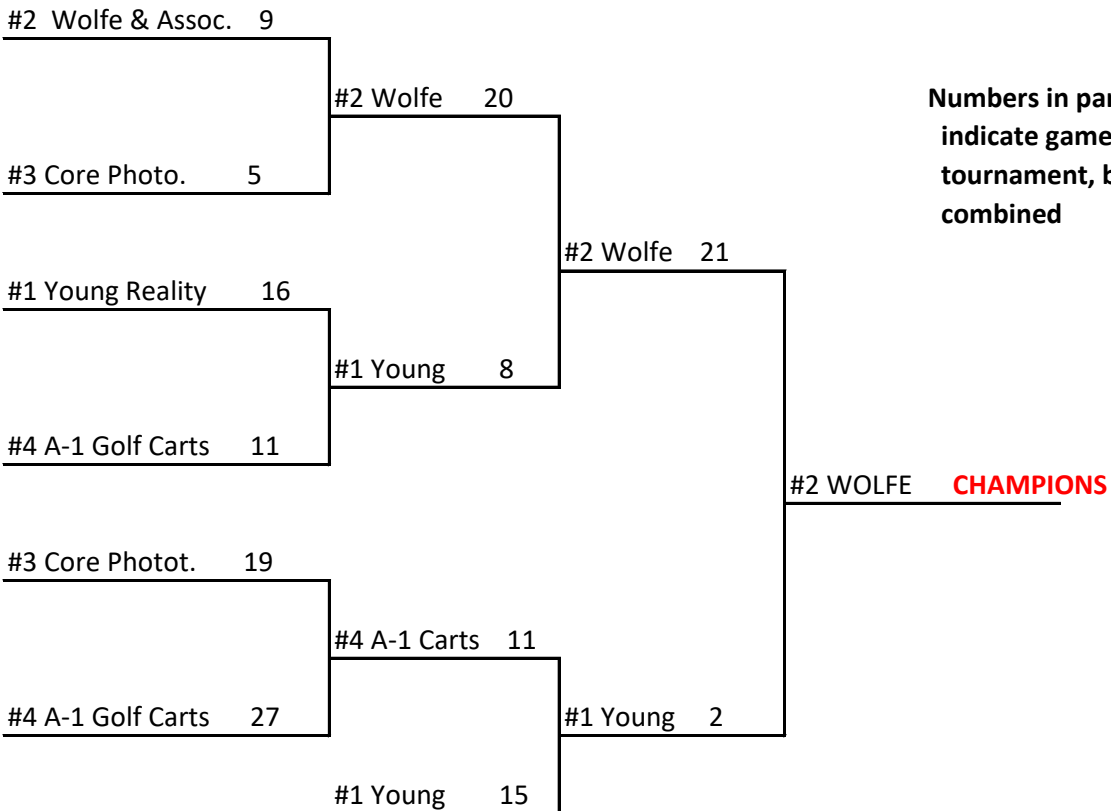 #2 Wolfe & Assoc. 9
#2 Wolfe 20
Numbers in
indicate game
#3 Core Photo. 5
tournament,
combined
#2 Wolfe 21
#1 Young Reality 16
#1 Young 8
#4 A-1 Golf Carts 11
#2 WOLFE CHAMPIONS
#3 Core Photot. 19
#4 A-1 Carts 11
#4 A-1 Golf Carts 27
#1 Young 2
#1 Young 15